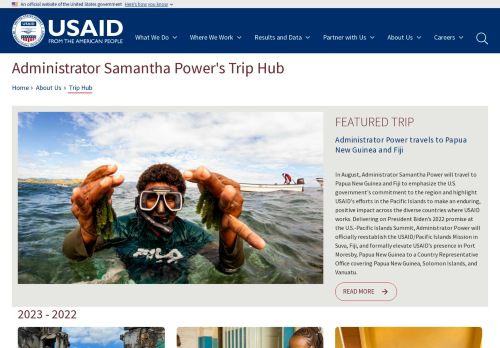 An official website of the United States government Here's how you know
USAID
FROM THE AMERICAN PEOPLE
What We Do
Where We Work
Results and Data
Partner with Us
About Us
Careers
Administrator Samantha Power's Trip Hub
Home › About Us › Trip Hub
FEATURED TRIP
Administrator Power travels to Papua
New Guinea and Fiji
In August, Administrator Samantha Power will travel to
Papua New Guinea and Fiji to emphasize the U.S.
government's commitment to the region and highlight
USAID's efforts in the Pacific Islands to make an enduring,
positive impact across the diverse countries where USAID
works. Delivering on President Biden's 2022 promise at
the U.S.-Pacific Islands Summit, Administrator Power will
officially reestablish the USAID/Pacific Islands Mission in
Suva, Fiji, and formally elevate USAID's presence in Port
Moresby, Papua New Guinea to a Country Representative
Office covering Papua New Guinea, Solomon Islands, and
Vanuatu.
READ MORE
2023 - 2022